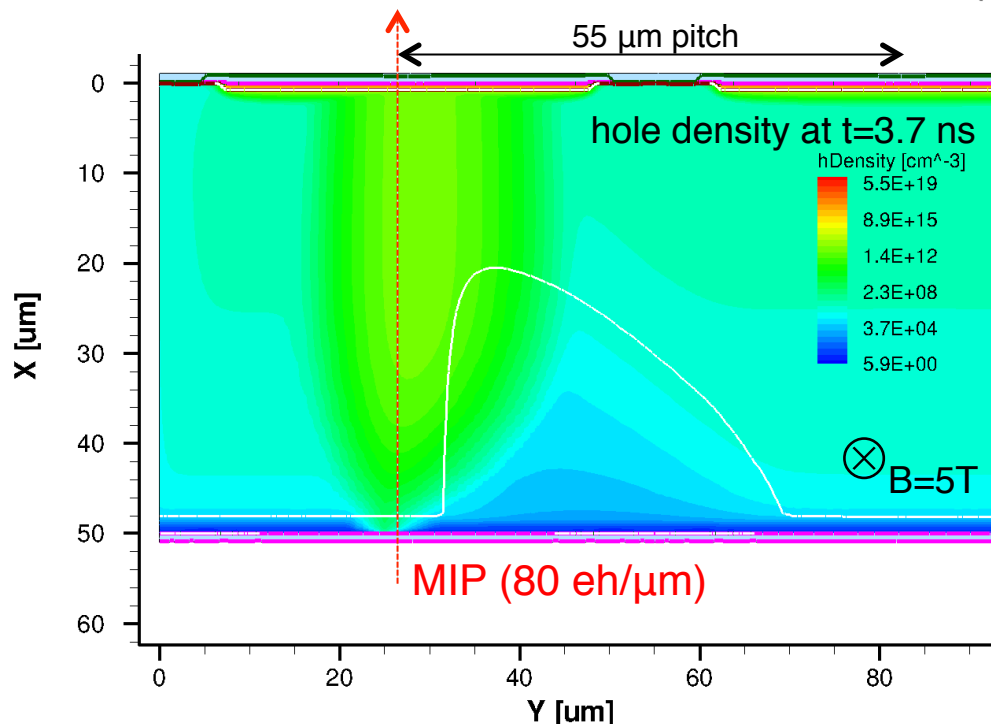 55 µm pitch
0
10
20
30
40
50
60
X [um]
hole density at t=3.7 ns
hDensity [cm^-3]
5.5E+19
8.9E+15
1.4E+12
2.3E+08
3.7E+04
5.9E+00
B=5T
MIP (80 eh/µm)
0
20
40
60
80
Y [um]